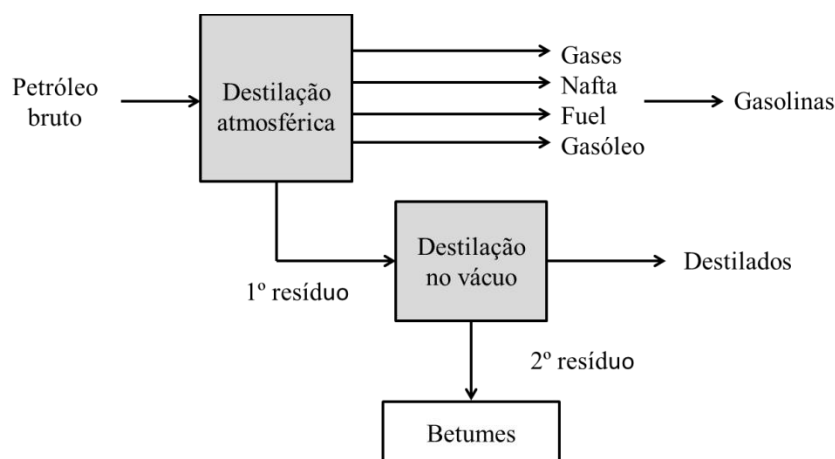 Petróleo
bruto
Destilação
atmosférica
Gases
Nafta
Fuel
Gasóleo
Gasolinas
1º resíduo
Destilação
no vácuo
Destilados
2º resíduo
Betumes